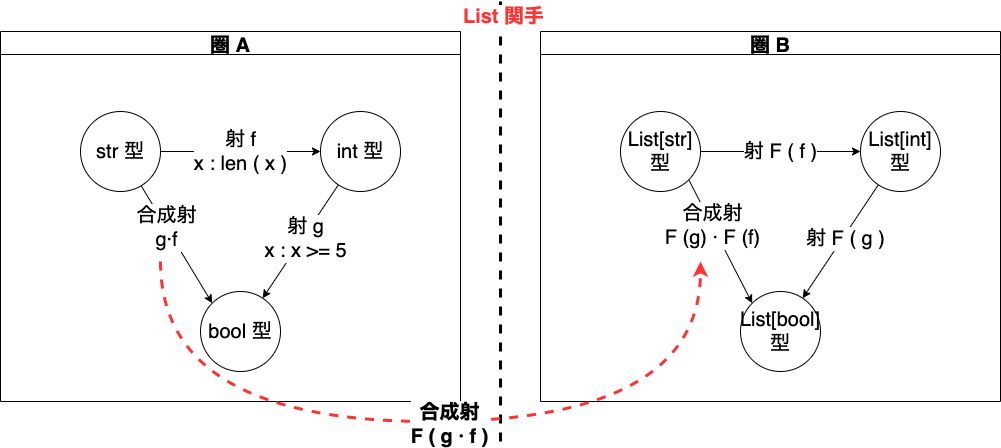 List 関手
圏 A
圏 B
str 型
射 f
x : len ( x )
int 型
合成射
g·f
射 g
x : x >= 5
bool 型
List[str]
型
射 F ( f )
List[int]
型
合成射
F (g) · F (f)
射 F ( g )
List[bool]
型
合成射
F ( g · f )